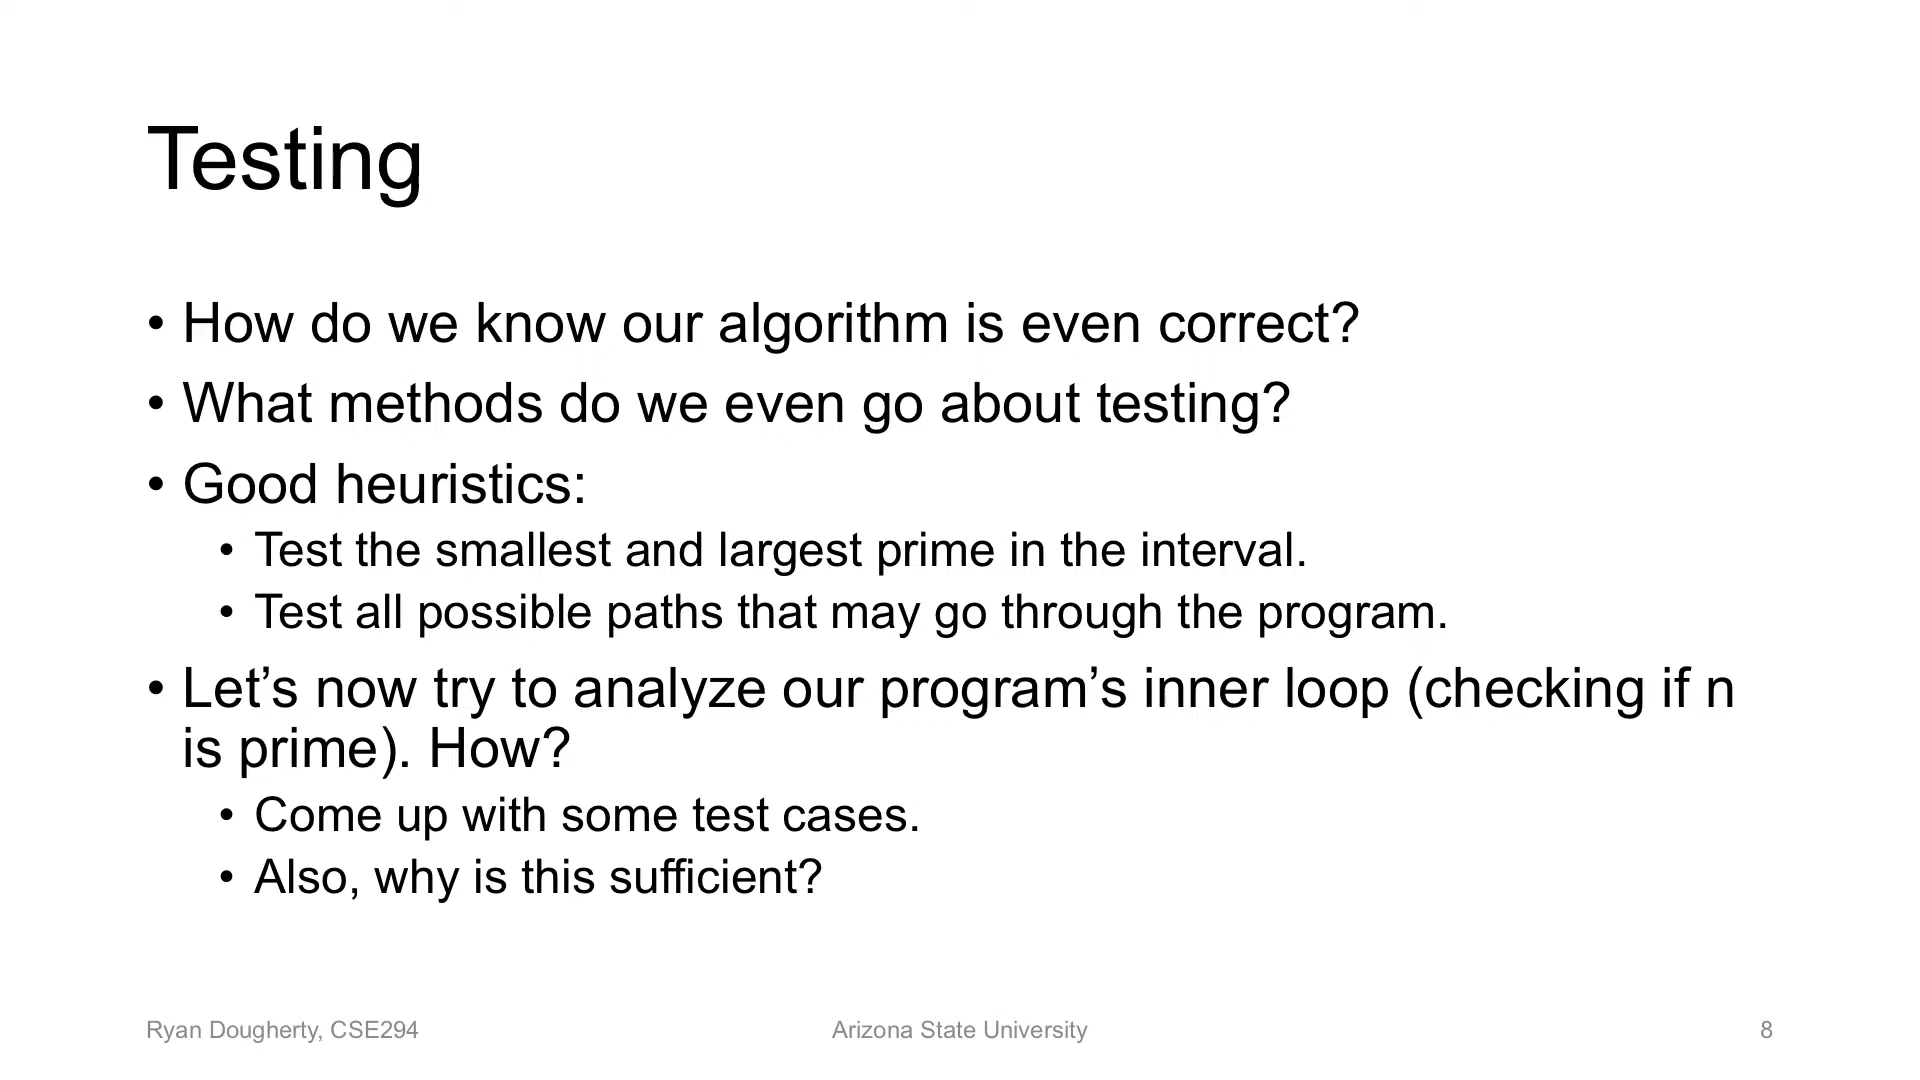 Testing
• How do we know our algorithm is even correct?
• What methods do we even go about testing?
• Good heuristics:
• Test the smallest and largest prime in the interval.
• Test all possible paths that may go through the program.
• Let’s now try to analyze our program’s inner loop (checking if n
is prime). How?
• Come up with some test cases.
• Also, why is this sufficient?
Ryan Dougherty, CSE294
Arizona State University
8